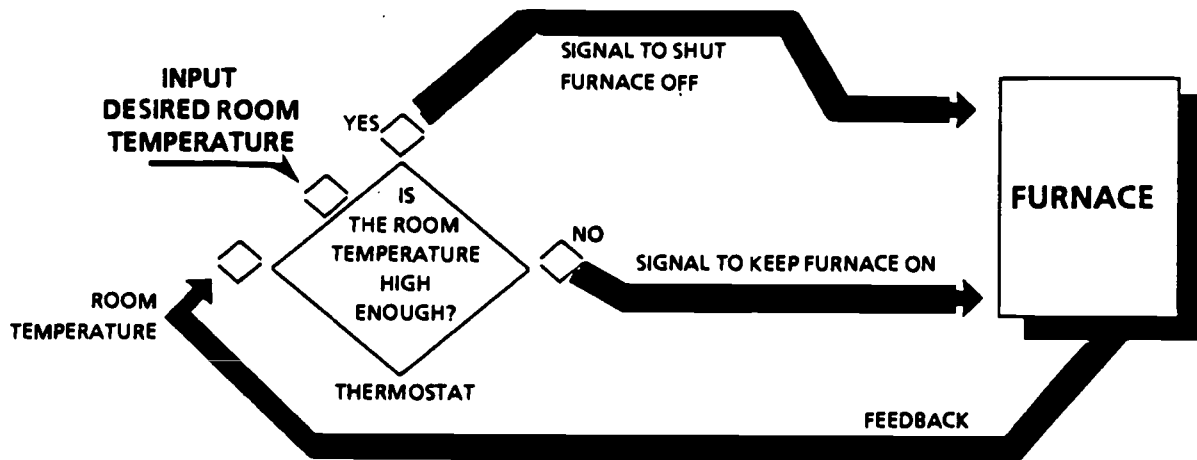 SIGNAL TO SHUT
FURNACE OFF
INPUT
DESIRED ROOM
TEMPERATURE
YES
IS
THE ROOM
TEMPERATURE
HIGH
ENOUGH?
NO
SIGNAL TO KEEP FURNACE ON
FURNACE
ROOM
TEMPERATURE
THERMOSTAT
FEEDBACK